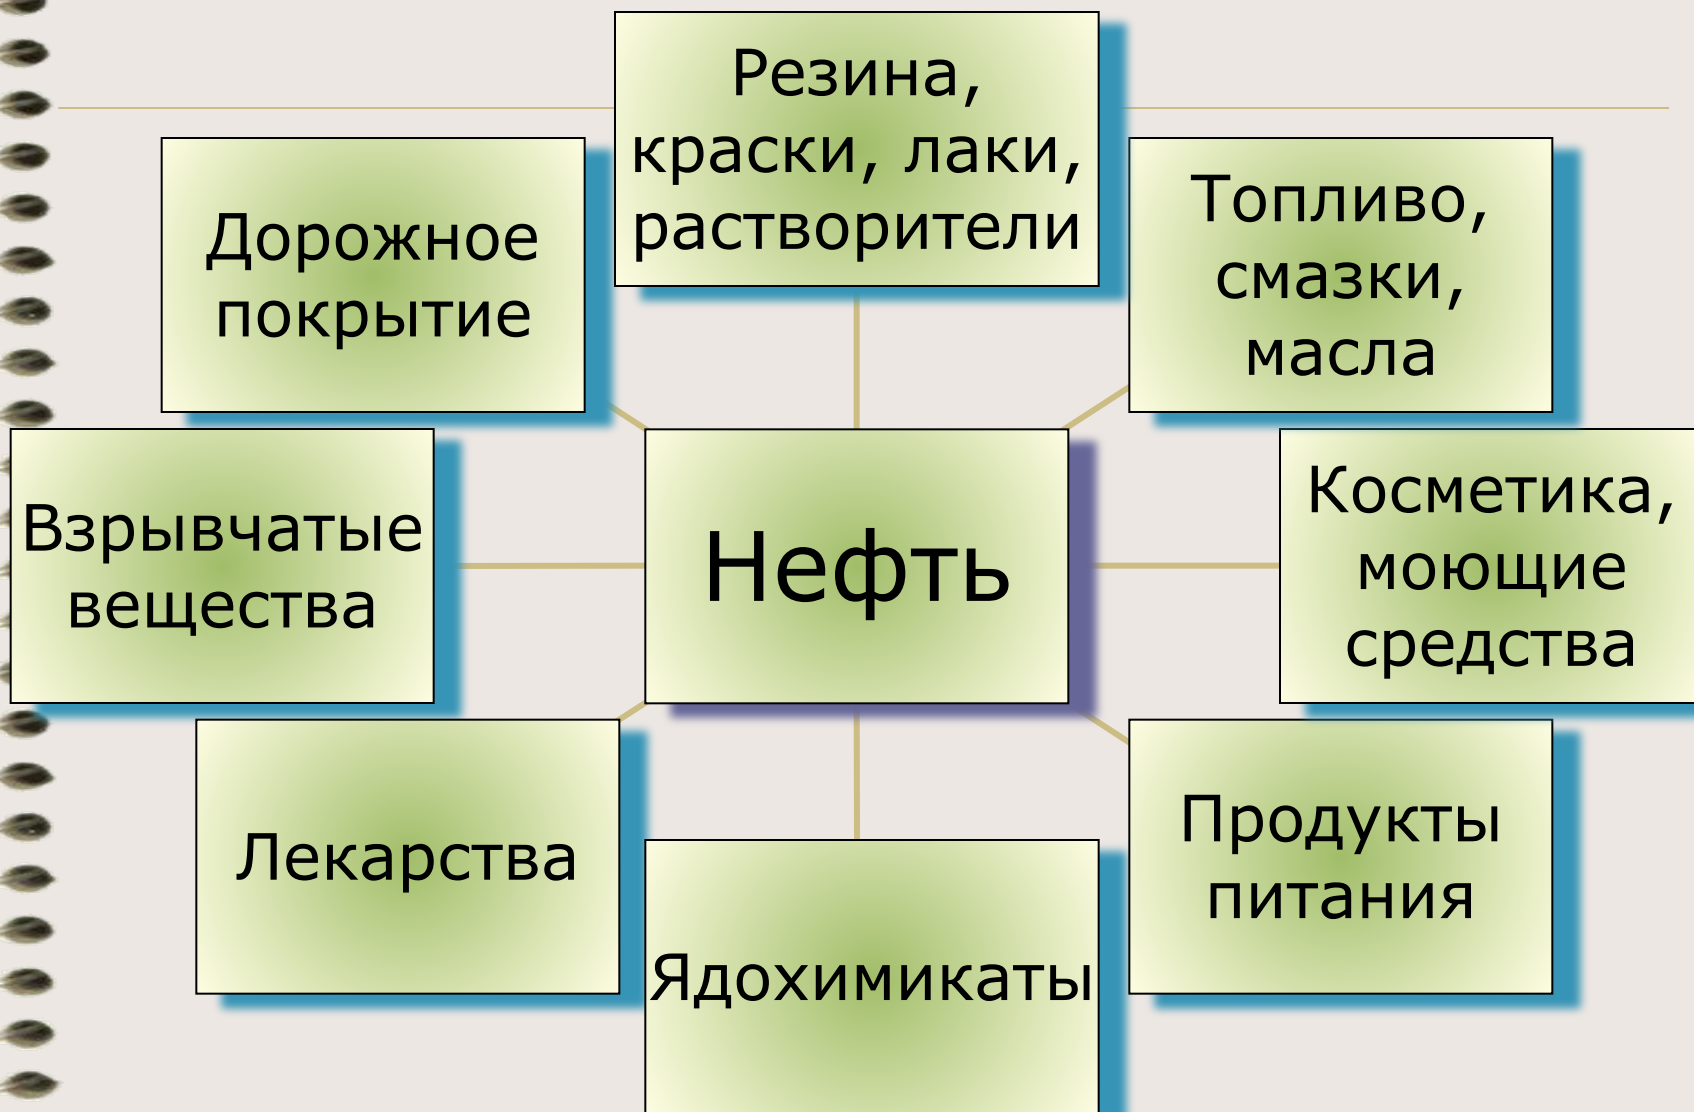 Резина,
краски, лаки,
растворители
Дорожное
покрытие
Топливо,
смазки,
масла
Взрывчатые
вещества
Нефть
Косметика,
моющие
средства
Лекарства
Продукты
питания
Ядохимикаты